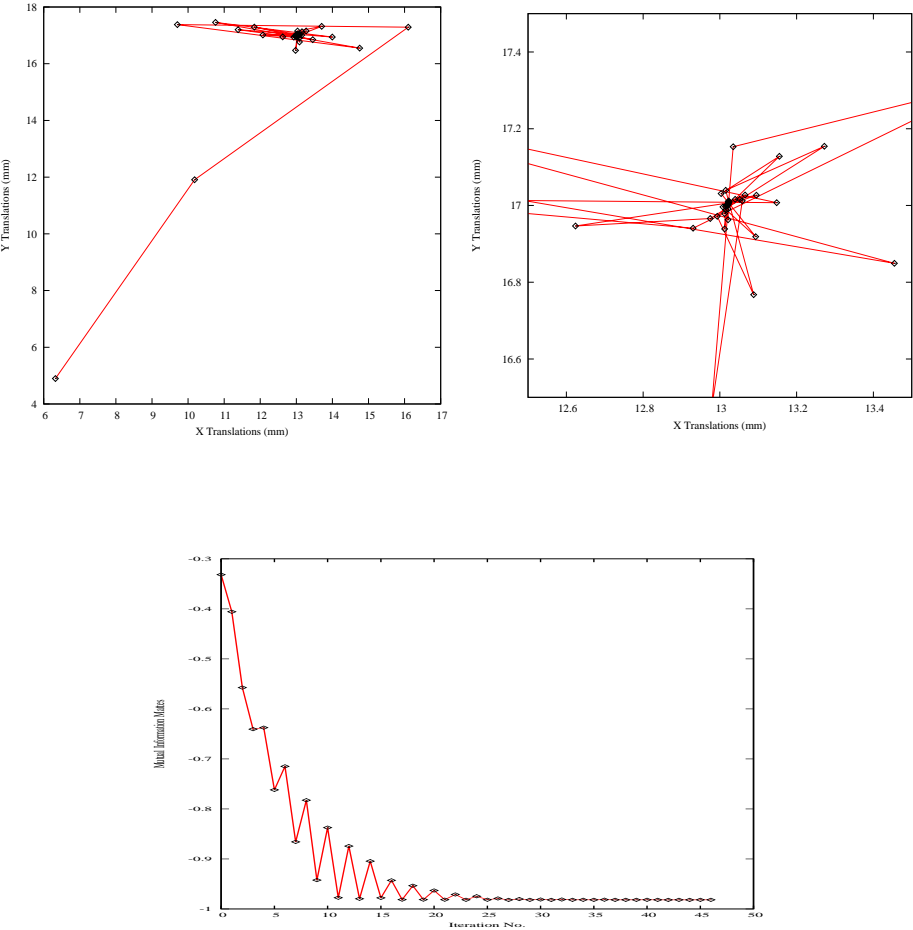 18
16
14
12
10
8
6
4
Y Translations (mm)
6 7 8 9 10 11 12 13 14 15 16 17
X Translations (mm)
17.4
17.2
17
16.8
16.6
Y Translations (mm)
12.6 12.8 13 13.2 13.4
X Translations (mm)
-0.3
-0.4
-0.5
-0.6
-0.7
-0.8
-0.9
-1
Mutual Information Mattes
0 5 10 15 20 25 30 35 40 45 50
Iteration No.